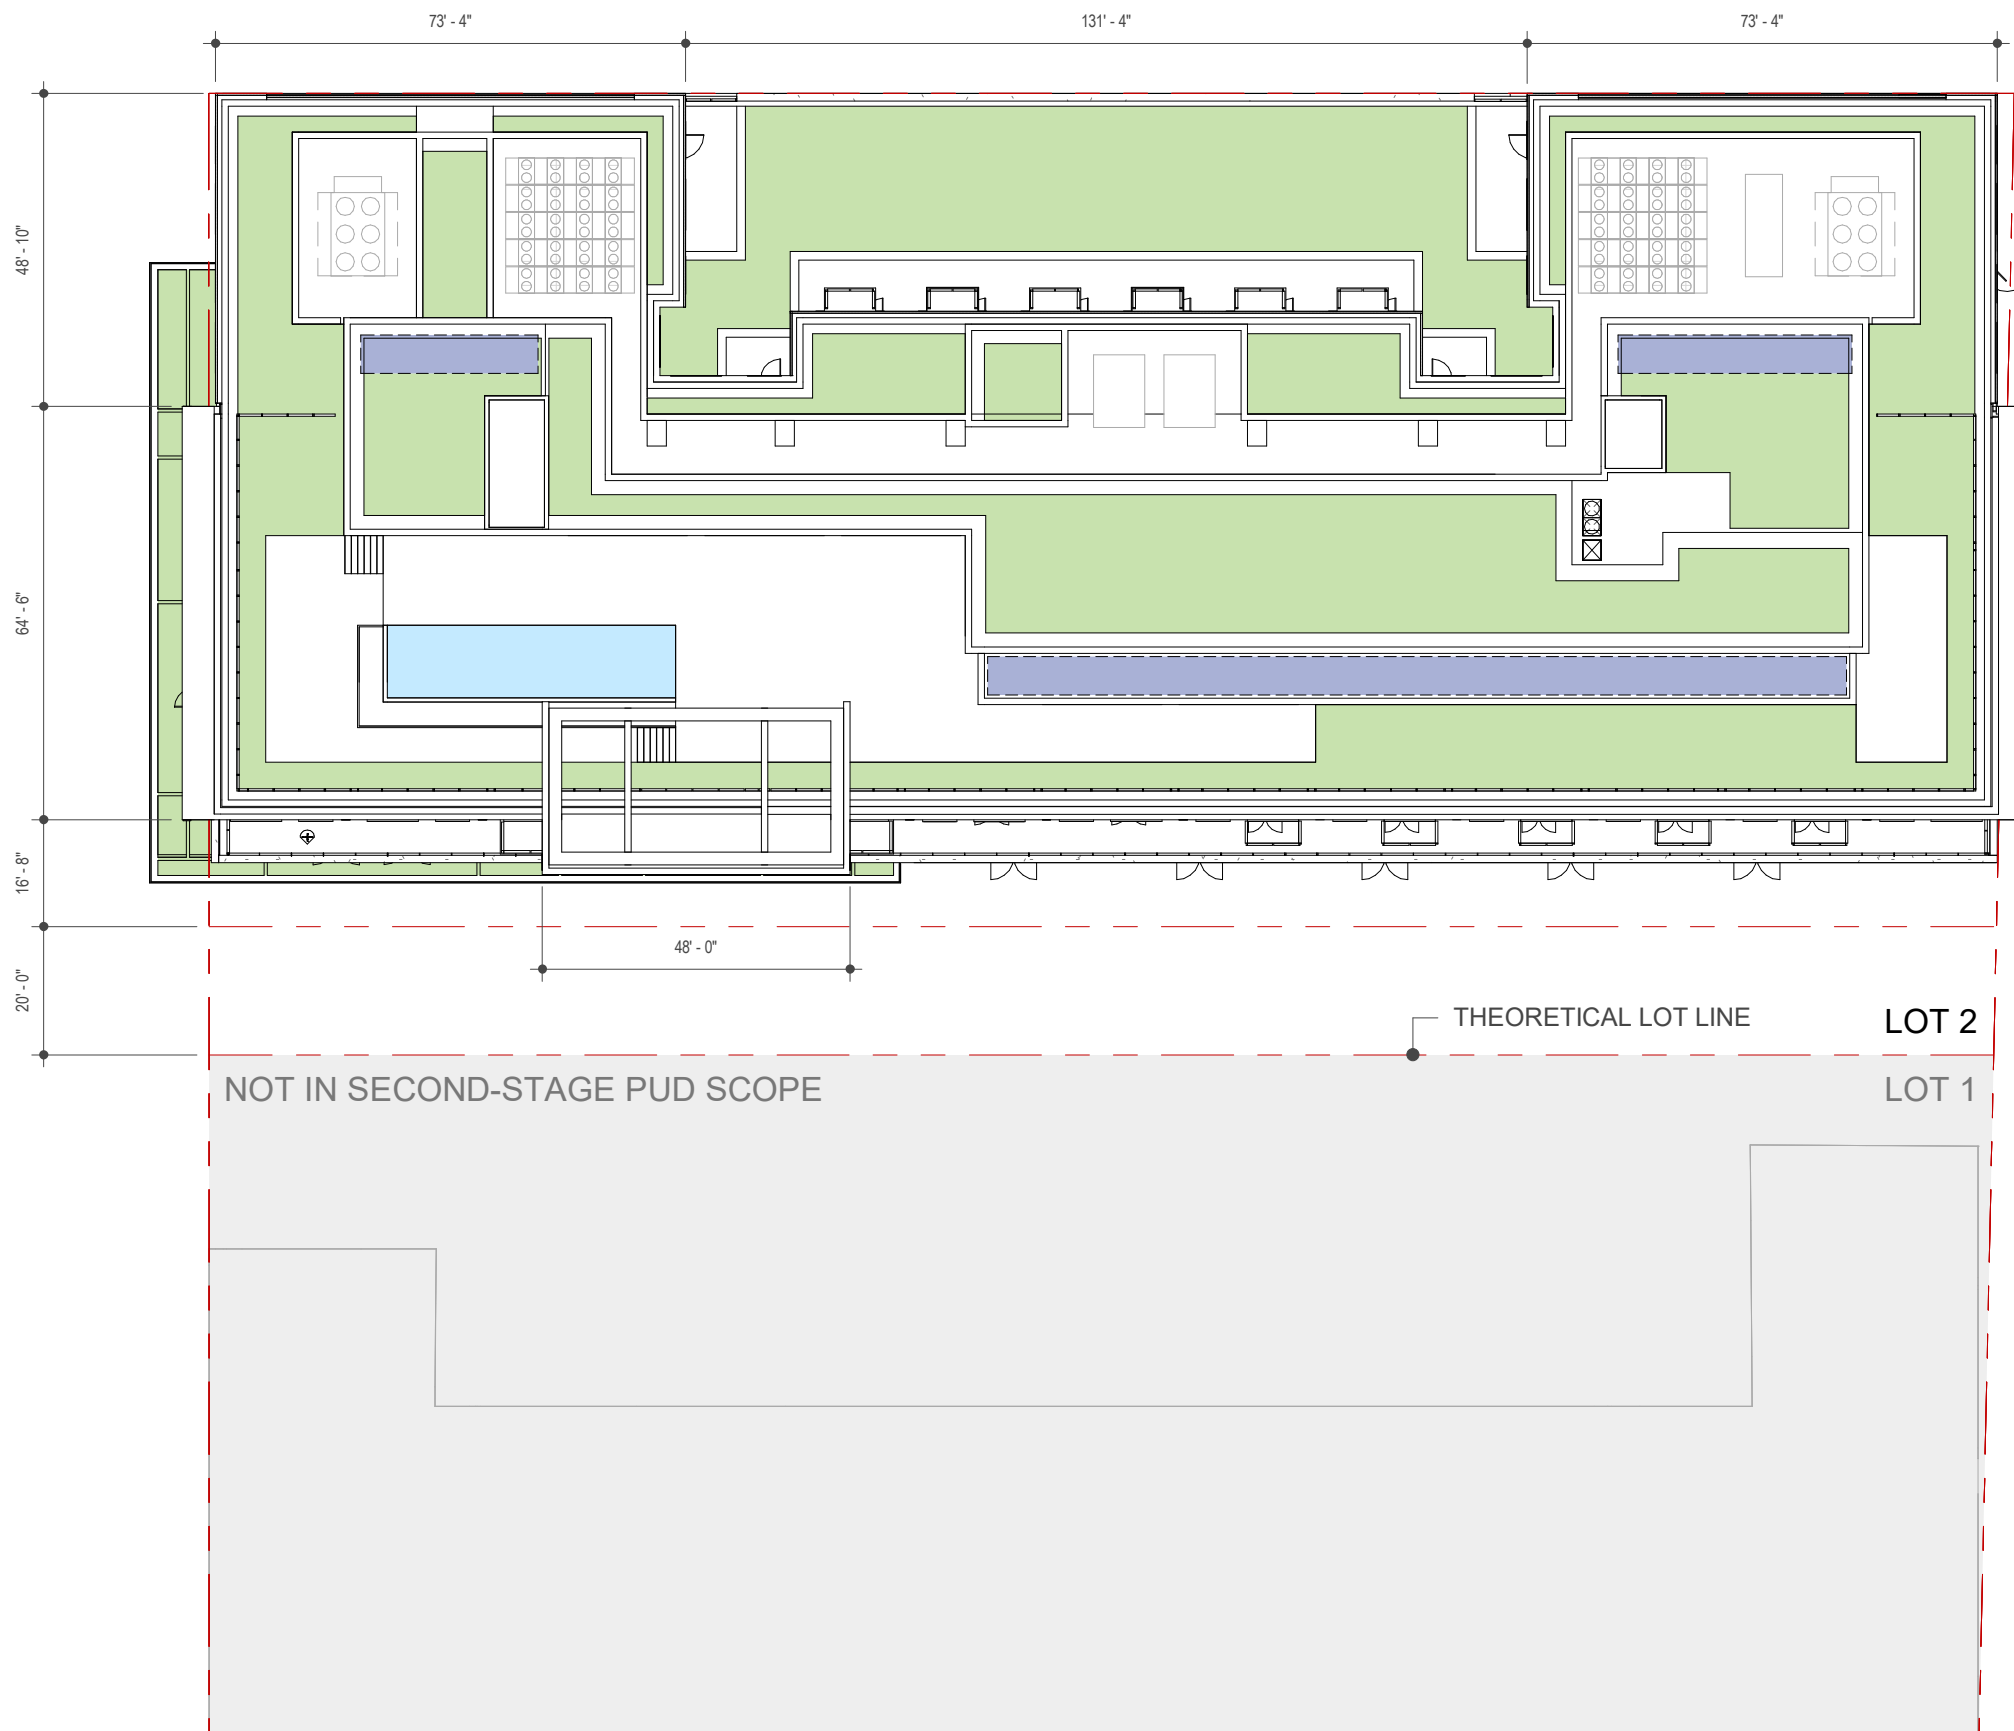 73' - 4"
131' - 4"
73' - 4"
48' - 10"
64' - 6"
16' - 8"
48' - 0"
20' - 0"
THEORETICAL LOT LINE
LOT 2
NOT IN SECOND-STAGE PUD SCOPE
LOT 1